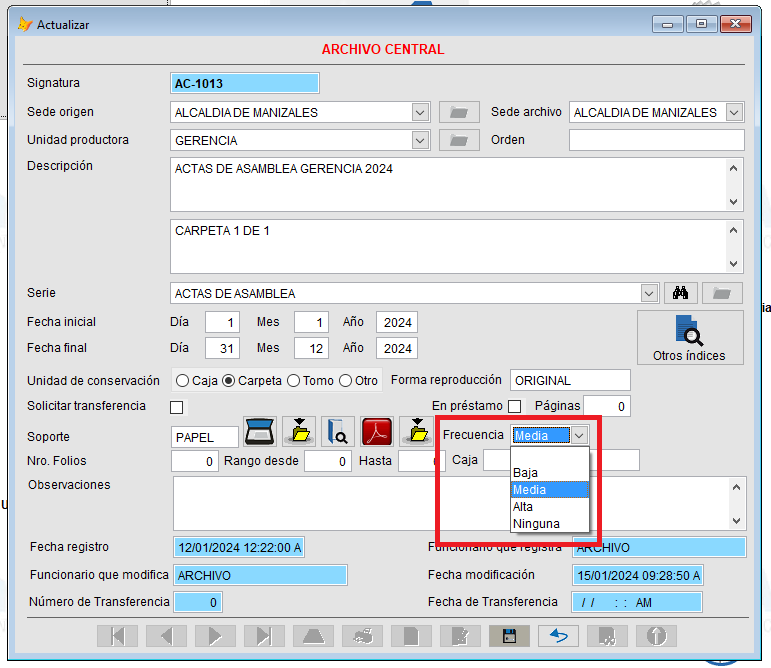 Actualizar
ARCHIVO CENTRAL
Signatura AC-1013
Sede origen ALCALDIA DE MANIZALES Sede archivo ALCALDIA DE MANIZALES
Unidad productora GERENCIA Orden
Descripción ACTAS DE ASAMBLEA GERENCIA 2024
CARPETA 1 DE 1
Serie ACTAS DE ASAMBLEA
Fecha inicial Día 1 Mes 1 Año 2024
Fecha final Día 31 Mes 12 Año 2024
Otros índices
Unidad de conservación Caja Carpeta Tomo Otro Forma reproducción ORIGINAL
Solicitar transferencia En préstamo Páginas 0
Soporte PAPEL Frecuencia Media
Nro. Folios 0 Rango desde 0 Hasta Caja
Baja
Media
Alta
Ninguna
Observaciones
Fecha registro 12/01/2024 12:22:00 A Funcionario que registra ARCHIVO
Funcionario que modifica ARCHIVO Fecha modificación 15/01/2024 09:28:50 A
Número de Transferencia 0 Fecha de Transferencia / / : : AM